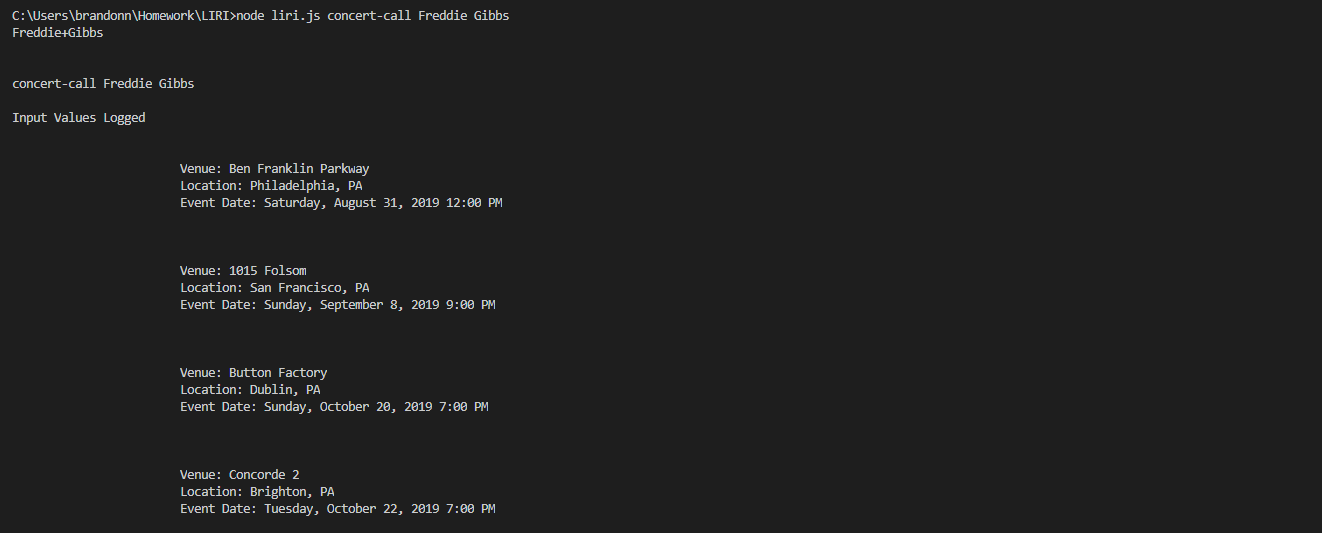 C:\Users\brandonn\Homework\LIRI>node liri.js concert-call Freddie Gibbs
Freddie+Gibbs
concert-call Freddie Gibbs
Input Values Logged
Venue: Ben Franklin Parkway
Location: Philadelphia, PA
Event Date: Saturday, August 31, 2019 12:00 PM
Venue: 1015 Folsom
Location: San Francisco, PA
Event Date: Sunday, September 8, 2019 9:00 PM
Venue: Button Factory
Location: Dublin, PA
Event Date: Sunday, October 20, 2019 7:00 PM
Venue: Concorde 2
Location: Brighton, PA
Event Date: Tuesday, October 22, 2019 7:00 PM